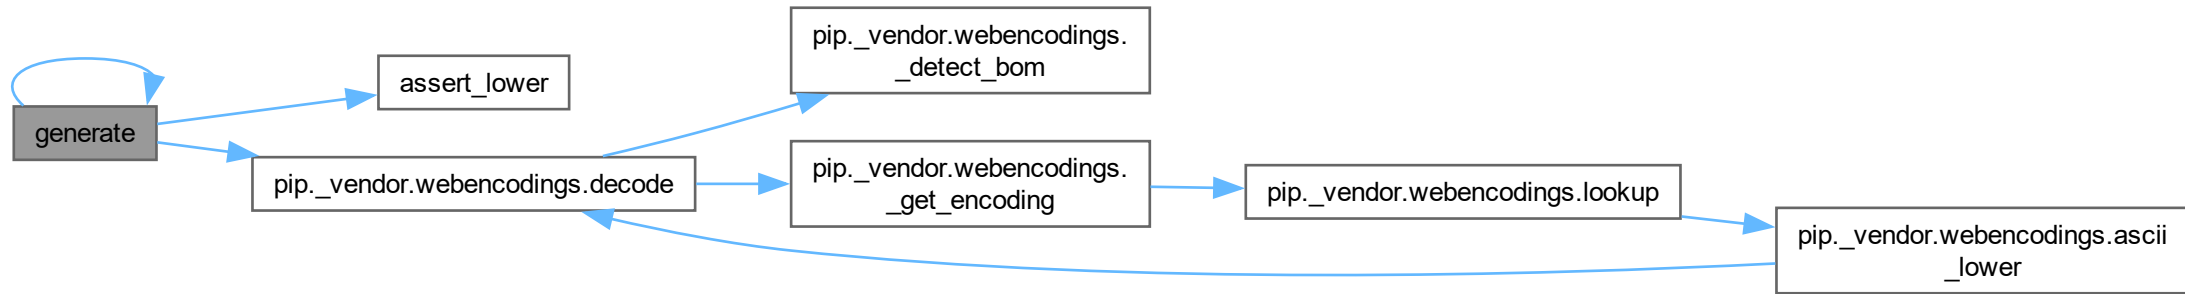 generate
assert_lower
pip._vendor.webencodings.decode
pip._vendor.webencodings.
_detect_bom
pip._vendor.webencodings.
_get_encoding
pip._vendor.webencodings.lookup
pip._vendor.webencodings.ascii
_lower